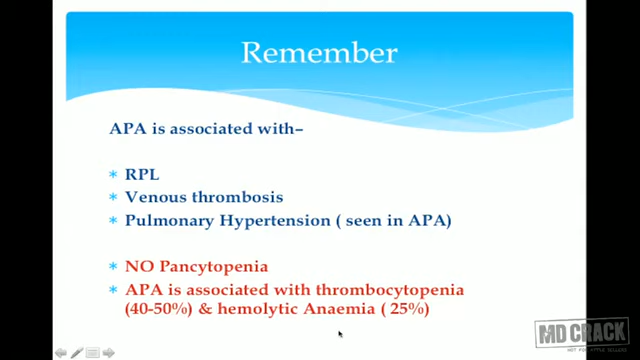 Remember
APA is associated with–
* RPL
* Venous thrombosis
* Pulmonary Hypertension ( seen in APA)
* NO Pancytopenia
* APA is associated with thrombocytopenia
(40-50%) & hemolytic Anaemia ( 25%)
MD CRACK